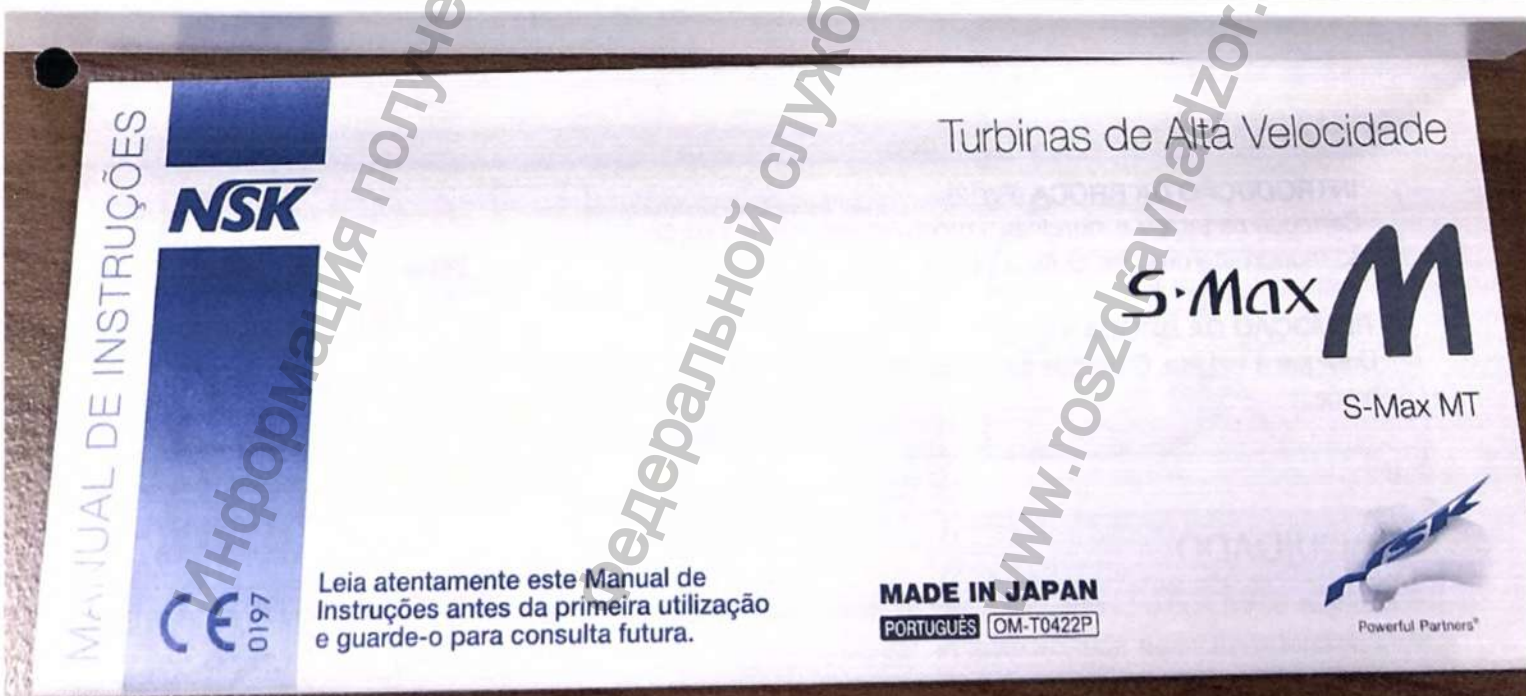 MANUAL DE INSTRUÇÕES
NSK
Turbinas de Alta Velocidade
S·Max M
S-Max MT
CE 0197
Leia atentamente este Manual de
Instruções antes da primeira utilização
e guarde-o para consulta futura.
MADE IN JAPAN
PORTUGUÊS OM-T0422P
NSK
Powerful Partners®
Информация получе
федеральной службы
www.roszdravnadzor.